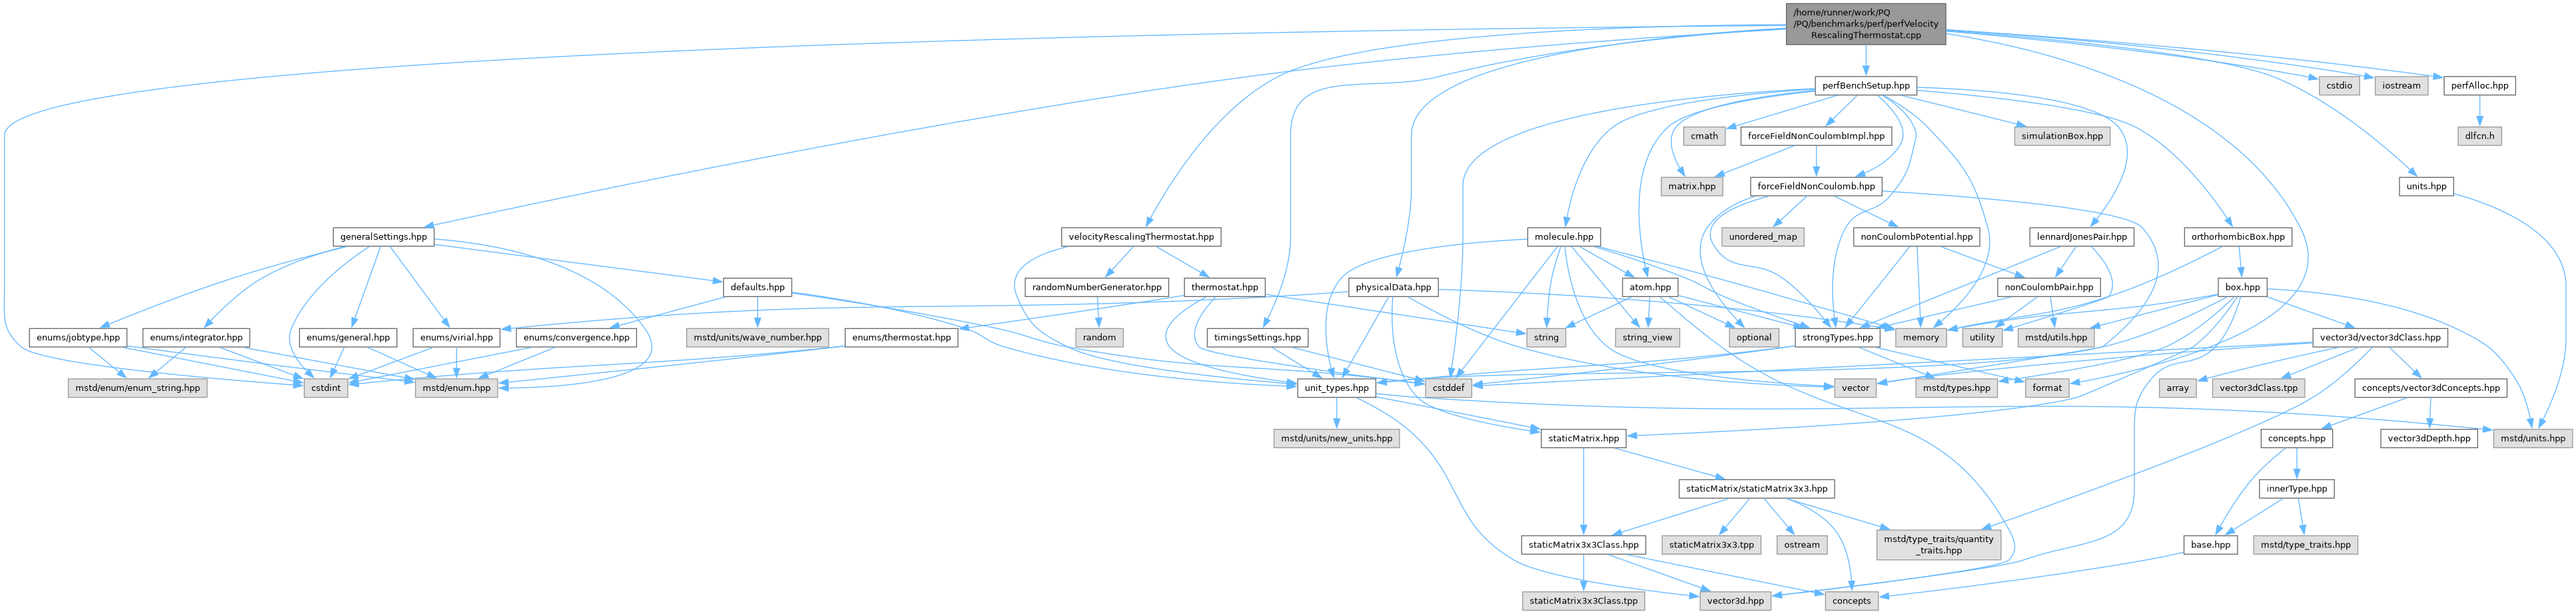 /home/runner/work/PQ
/PQ/benchmarks/perf/perfVelocity
RescalingThermostat.cpp
perfBenchSetup.hpp
cstdio
iostream
perfAlloc.hpp
cmath
forceFieldNonCoulombImpl.hpp
simulationBox.hpp
dlfcn.h
matrix.hpp
forceFieldNonCoulomb.hpp
units.hpp
generalSettings.hpp
velocityRescalingThermostat.hpp
molecule.hpp
unordered_map
nonCoulombPotential.hpp
lennardJonesPair.hpp
orthorhombicBox.hpp
defaults.hpp
randomNumberGenerator.hpp
thermostat.hpp
physicalData.hpp
atom.hpp
nonCoulombPair.hpp
box.hpp
enums/jobtype.hpp
enums/integrator.hpp
enums/general.hpp
enums/virial.hpp
enums/convergence.hpp
mstd/units/wave_number.hpp
enums/thermostat.hpp
random
timingsSettings.hpp
string
string_view
optional
strongTypes.hpp
memory
utility
mstd/utils.hpp
vector3d/vector3dClass.hpp
mstd/enum/enum_string.hpp
cstdint
mstd/enum.hpp
unit_types.hpp
cstddef
vector
mstd/types.hpp
format
array
vector3dClass.tpp
concepts/vector3dConcepts.hpp
mstd/units/new_units.hpp
staticMatrix.hpp
concepts.hpp
vector3dDepth.hpp
mstd/units.hpp
staticMatrix/staticMatrix3x3.hpp
innerType.hpp
staticMatrix3x3Class.hpp
staticMatrix3x3.tpp
ostream
mstd/type_traits/quantity
_traits.hpp
base.hpp
mstd/type_traits.hpp
staticMatrix3x3Class.tpp
vector3d.hpp
concepts